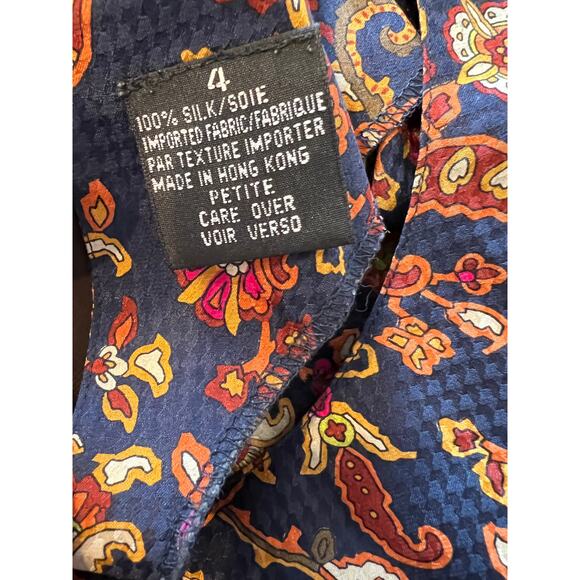 4
100% SILK/SOIE
IMPORTED FABRIC/FABRIQUE
PAR TEXTURE IMPORTER
MADE IN HONG KONG
PETITE
CARE OVER
VOIR VERSO